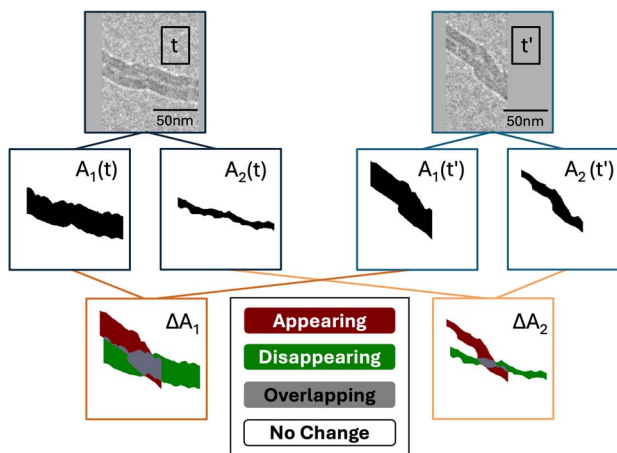 t
t'
50nm
50nm
A₁(t)
A₂(t)
A₁(t')
A₂(t')
ΔA₁
ΔA₂
Appearing
Disappearing
Overlapping
No Change